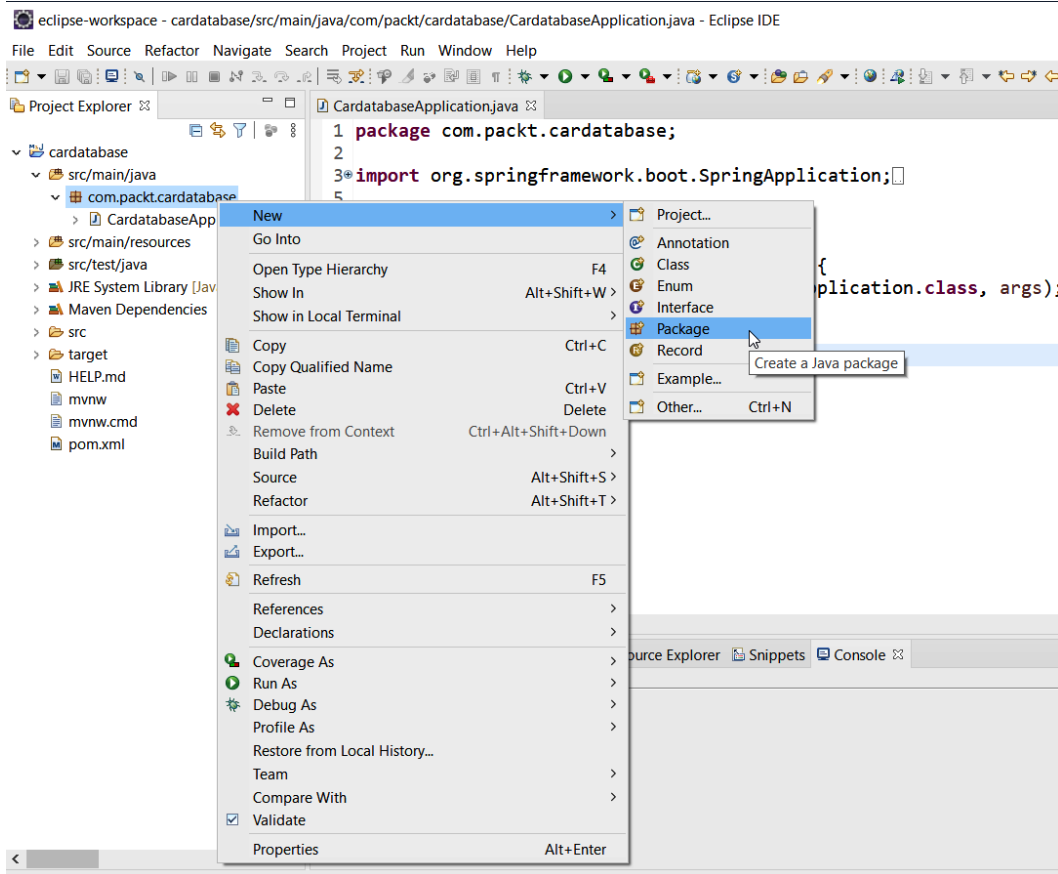 eclipse-workspace - cardatabase/src/main/java/com/packt/cardatabase/CardatabaseApplication.java - Eclipse IDE
File Edit Source Refactor Navigate Search Project Run Window Help
Project Explorer
CardatabaseApplication.java
cardatabase
src/main/java
com.packt.cardatabase
CardatabaseApp
src/main/resources
src/test/java
JRE System Library [Jav
Maven Dependencies
src
target
HELP.md
mvnw
mvnw.cmd
pom.xml
1 package com.packt.cardatabase;
2
3 import org.springframework.boot.SpringApplication;
5
{
plication.class, args);
New
Go Into
Open Type Hierarchy F4
Show In Alt+Shift+W >
Show in Local Terminal
Copy Ctrl+C
Copy Qualified Name
Paste Ctrl+V
Delete Delete
Remove from Context Ctrl+Alt+Shift+Down
Build Path
Source Alt+Shift+S >
Refactor Alt+Shift+T >
Import...
Export...
Refresh F5
References
Declarations
Coverage As
Run As
Debug As
Profile As
Restore from Local History...
Team
Compare With
Validate
Properties Alt+Enter
Project...
Annotation
Class
Enum
Interface
Package
Record
Example...
Other... Ctrl+N
Create a Java package
ource Explorer Snippets Console